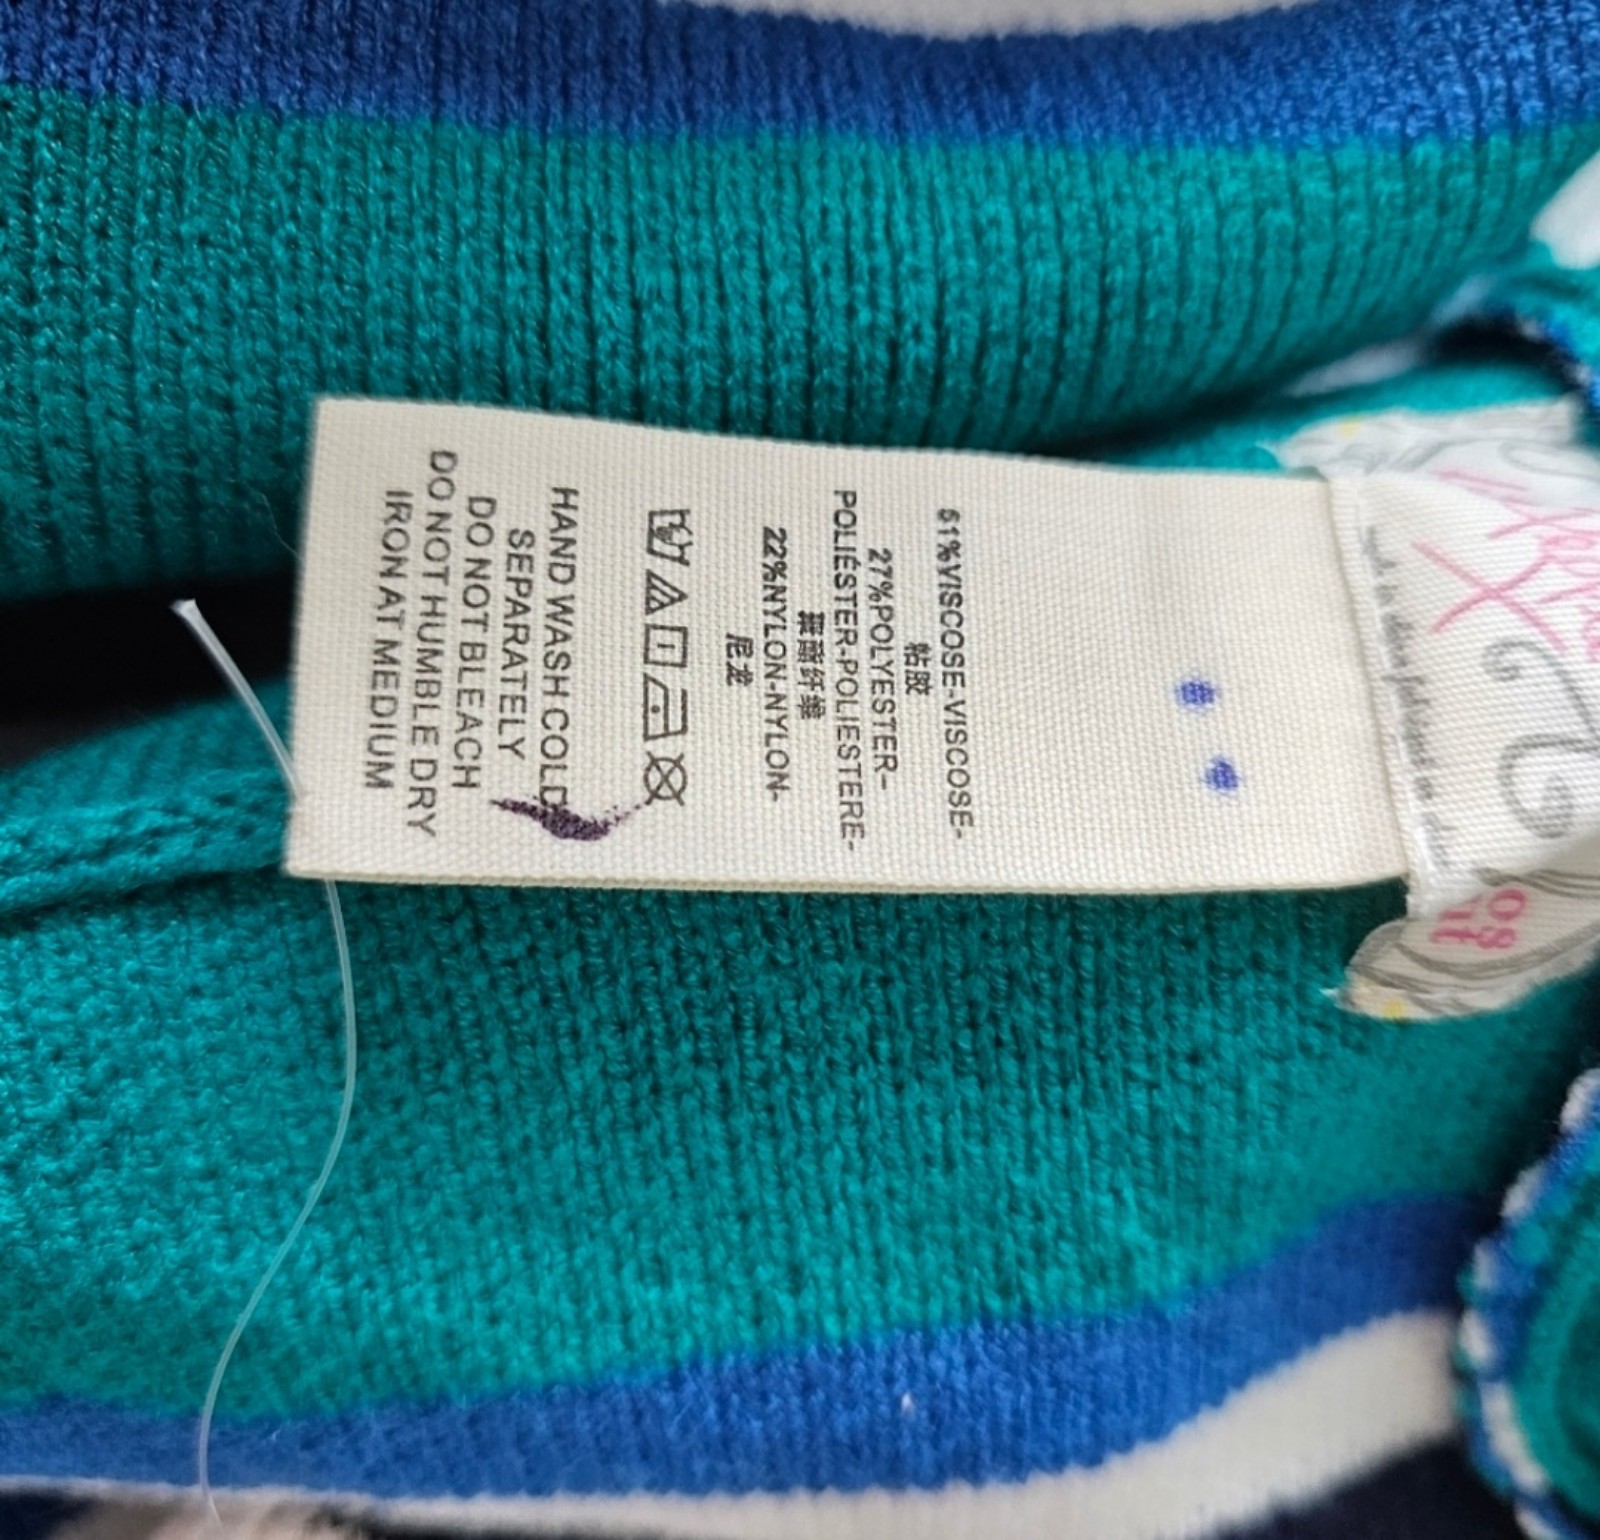 51%VISCOSE-VISCOSE-
粘胶
27%POLYESTER-
POLIÉSTER-POLIESTERE-
聚酯纤维
22%NYLON-NYLON-
尼龙
HAND WASH COLD
SEPARATELY
DO NOT BLEACH
DO NOT HUMBLE DRY
IRON AT MEDIUM